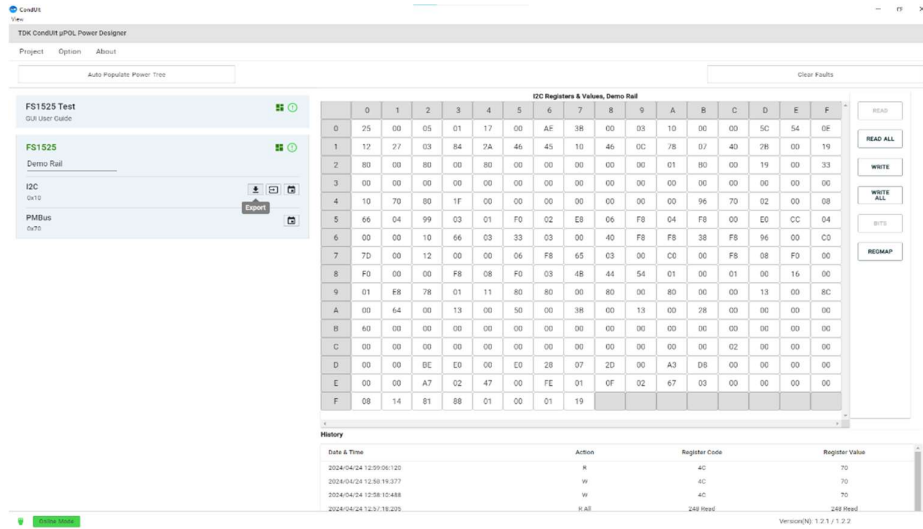 CondUIt
View
TDK CondUIt µPOL Power Designer
Project Option About
Auto Populate Power Tree
Clear Faults
FS1525 Test
GUI User Guide
FS1525
Demo Rail
I2C
0x10
Export
PMBus
0x70
I2C Registers & Values, Demo Rail
0 1 2 3 4 5 6 7 8 9 A B C D E F
0 25 00 05 01 17 00 AE 3B 00 03 10 00 00 5C 54 0E
1 12 27 03 84 2A 46 45 10 46 0C 78 07 40 2B 00 19
2 80 00 80 00 80 00 00 00 00 01 80 00 19 00 33
3 00 00 00 00 00 00 00 00 00 00 00 00 00 00 00 00
4 10 70 80 1F 00 00 00 00 00 00 00 96 70 02 00 08
5 66 04 99 03 01 F0 02 E8 06 F8 04 F8 00 E0 CC 04
6 00 00 10 66 03 33 03 00 40 F8 F8 38 F8 96 00 C0
7 7D 00 12 00 00 06 F8 65 03 00 C0 00 F8 08 F0 00
8 F0 00 00 F8 08 F0 03 4B 44 54 01 00 01 00 16 00
9 01 E8 78 01 11 80 80 00 80 00 80 00 00 13 00 8C
A 00 64 00 13 00 50 00 3B 00 13 00 28 00 00 00 00
B 60 00 00 00 00 00 00 00 00 00 00 00 00 00 00 00
C 00 00 00 00 00 00 00 00 00 00 00 00 02 00 00 00
D 00 00 BE E0 00 E0 28 07 2D 00 A3 D8 00 00 00 00
E 00 00 A7 02 47 00 FE 01 0F 02 67 03 00 00 00 00
F 08 14 81 88 01 00 01 19
READ
READ ALL
WRITE
WRITE ALL
BITS
REGMAP
History
Date & Time Action Register Code Register Value
2024/04/24 12:59:06:120 R 4C 70
2024/04/24 12:58:19:377 W 4C 70
2024/04/24 12:58:10:488 W 4C 70
2024/04/24 12:57:18:205 R All 248 Read 248 Read
Online Mode
Version(N): 1.2.1 / 1.2.2